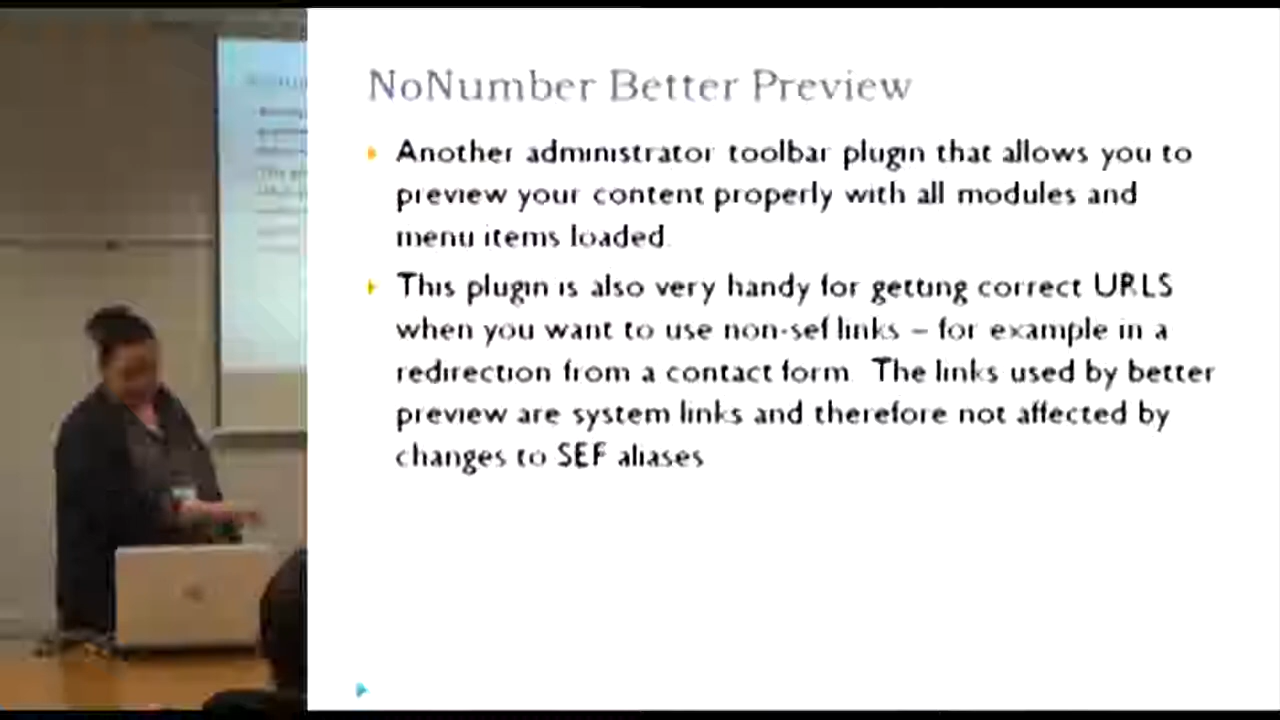 NoNumber Better Preview
Another administrator toolbar plugin that allows you to
preview your content properly with all modules and
menu items loaded.
This plugin is also very handy for getting correct URLS
when you want to use non-sef links – for example in a
redirection from a contact form. The links used by better
preview are system links and therefore not affected by
changes to SEF aliases